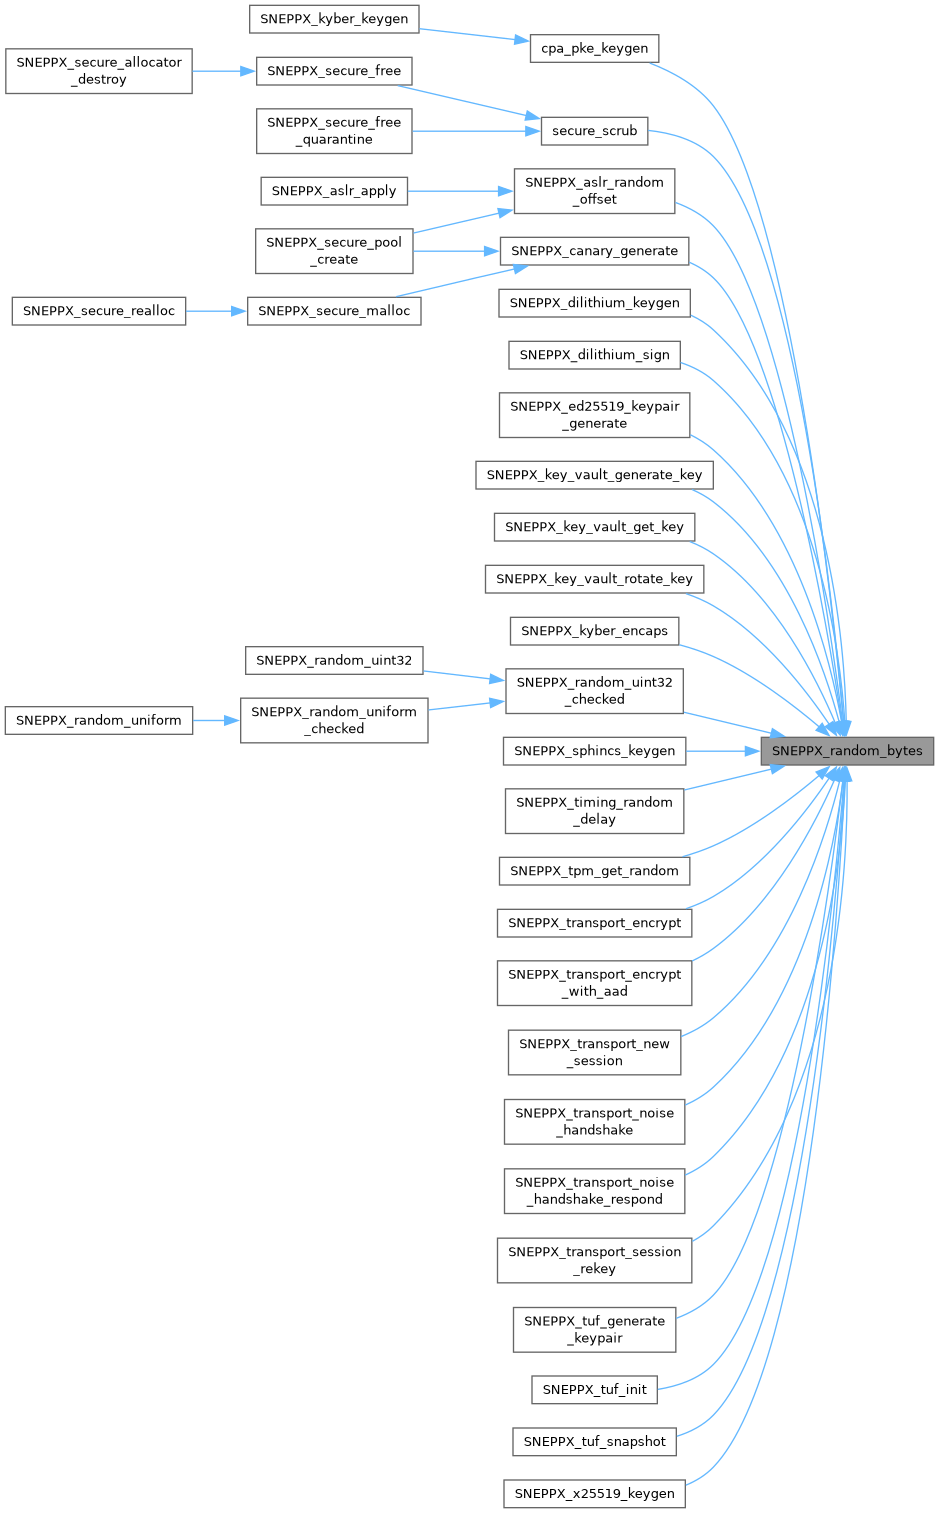 SNEPPX_kyber_keygen
cpa_pke_keygen
SNEPPX_secure_allocator
_destroy
SNEPPX_secure_free
SNEPPX_secure_free
_quarantine
secure_scrub
SNEPPX_aslr_apply
SNEPPX_aslr_random
_offset
SNEPPX_secure_pool
_create
SNEPPX_canary_generate
SNEPPX_secure_realloc
SNEPPX_secure_malloc
SNEPPX_dilithium_keygen
SNEPPX_dilithium_sign
SNEPPX_ed25519_keypair
_generate
SNEPPX_key_vault_generate_key
SNEPPX_key_vault_get_key
SNEPPX_key_vault_rotate_key
SNEPPX_kyber_encaps
SNEPPX_random_uint32
SNEPPX_random_uint32
_checked
SNEPPX_random_uniform
SNEPPX_random_uniform
_checked
SNEPPX_sphincs_keygen
SNEPPX_random_bytes
SNEPPX_timing_random
_delay
SNEPPX_tpm_get_random
SNEPPX_transport_encrypt
SNEPPX_transport_encrypt
_with_aad
SNEPPX_transport_new
_session
SNEPPX_transport_noise
_handshake
SNEPPX_transport_noise
_handshake_respond
SNEPPX_transport_session
_rekey
SNEPPX_tuf_generate
_keypair
SNEPPX_tuf_init
SNEPPX_tuf_snapshot
SNEPPX_x25519_keygen